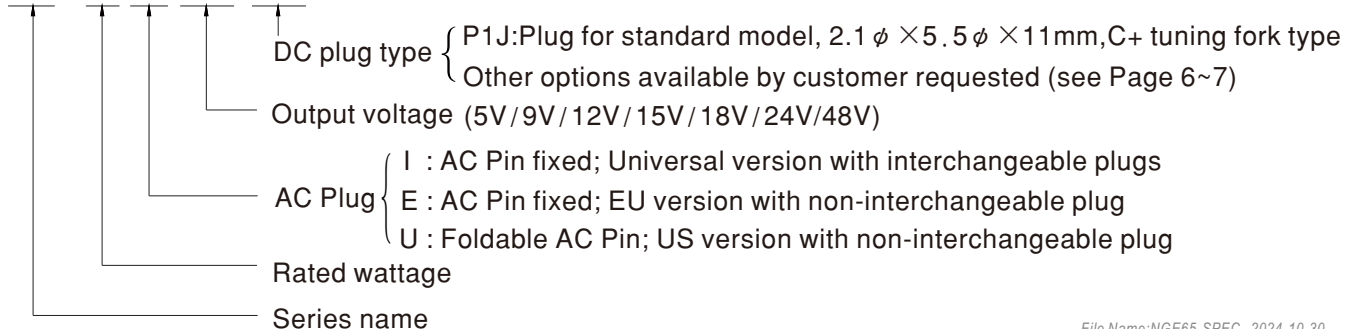 DC plug type
P1J:Plug for standard model, 2.1 φ ×5.5 φ ×11mm,C+ tuning fork type
Other options available by customer requested (see Page 6~7)
Output voltage (5V/9V/12V/15V/18V/24V/48V)
AC Plug
I : AC Pin fixed; Universal version with interchangeable plugs
E : AC Pin fixed; EU version with non-interchangeable plug
U : Foldable AC Pin; US version with non-interchangeable plug
Rated wattage
Series name
File Name:NGE65-SPEC 2024-10-30